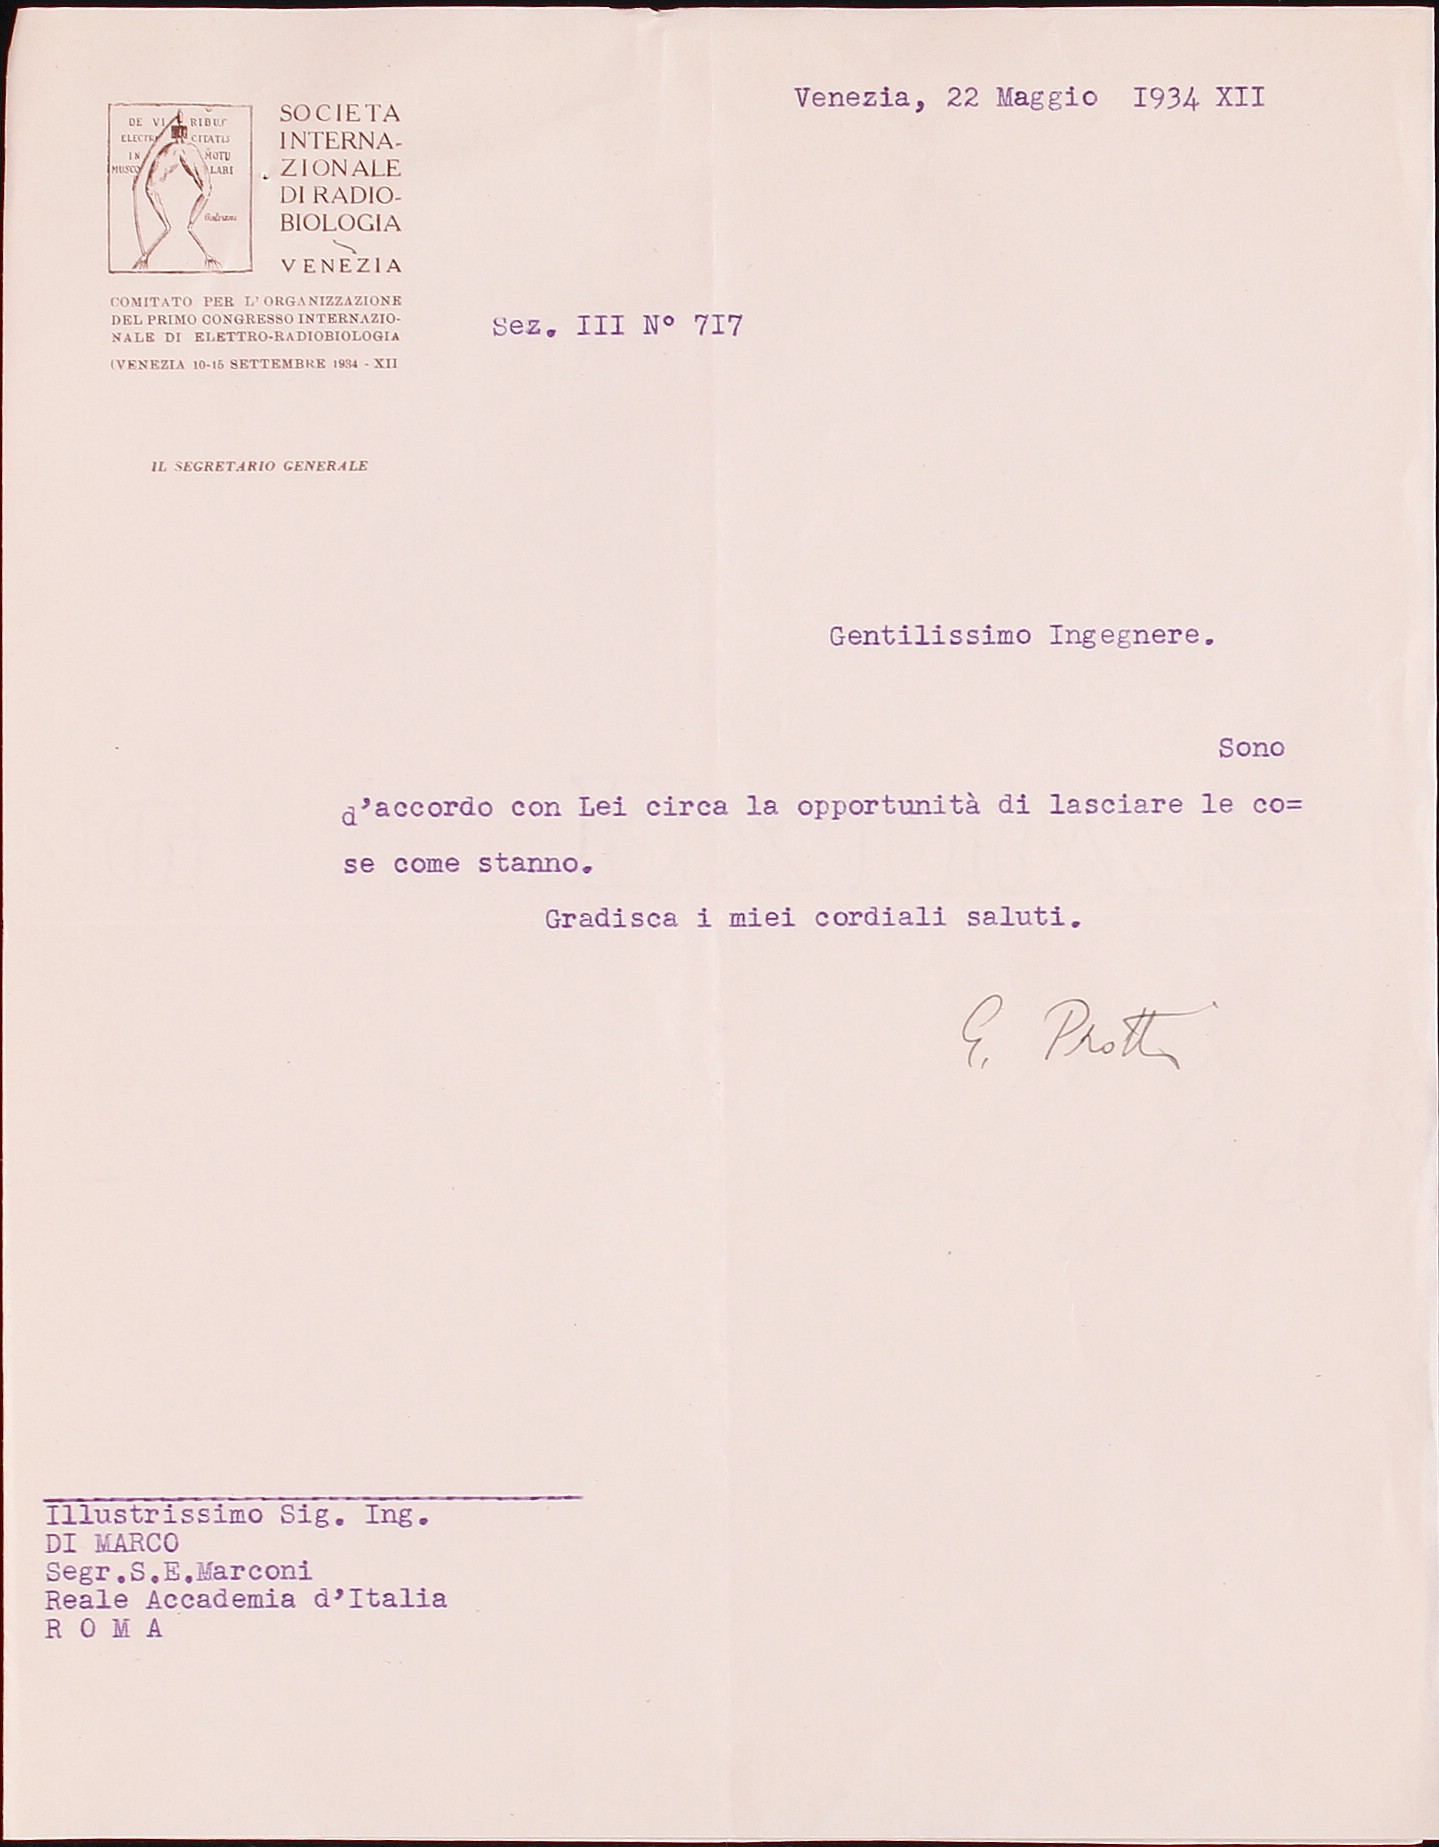 Venezia, 22 Maggio 1934 XII
DE VIRIBUS
ELECTRICITATIS
IN MOTU
MUSCOLARI
SOCIETA
INTERNA-
ZIONALE
DI RADIO-
BIOLOGIA
VENEZIA
COMITATO PER L'ORGANIZZAZIONE
DEL PRIMO CONGRESSO INTERNAZIO-
NALE DI ELETTRO-RADIOBIOLOGIA
(VENEZIA 10-15 SETTEMBRE 1934 - XII
Sez. III Nº 7I7
IL SEGRETARIO GENERALE
Gentilissimo Ingegnere.
Sono
d'accordo con Lei circa la opportunità di lasciare le co=
se come stanno.
Gradisca i miei cordiali saluti.
G. Protti
Illustrissimo Sig. Ing.
DI MARCO
Segr.S.E.Marconi
Reale Accademia d'Italia
R O M A